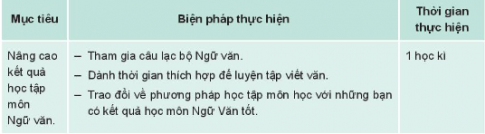 Mục tiêu
Biện pháp thực hiện
Thời gian
thực hiện
Nâng cao
kết quả
học tập
môn
Ngữ văn.
– Tham gia câu lạc bộ Ngữ văn.
– Dành thời gian thích hợp để luyện tập viết văn.
– Trao đổi về phương pháp học tập môn học với những bạn
có kết quả học môn Ngữ Văn tốt.
1 học kì